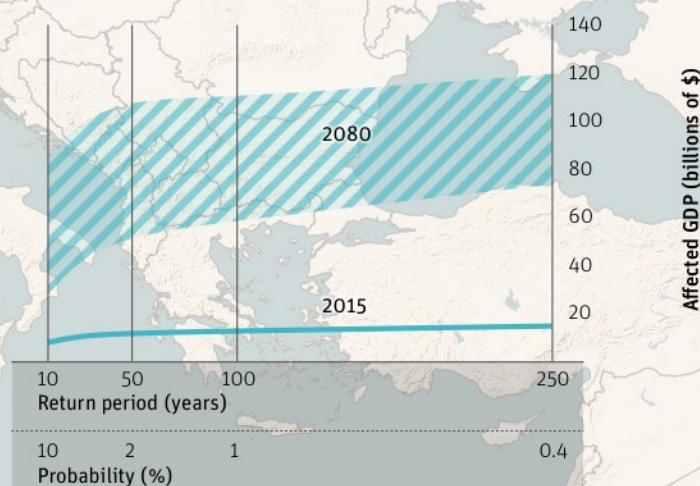 140
120
100
80
60
40
20
Affected GDP (billions of $)
2080
2015
10 50 100 250
Return period (years)
10 2 1 0.4
Probability (%)